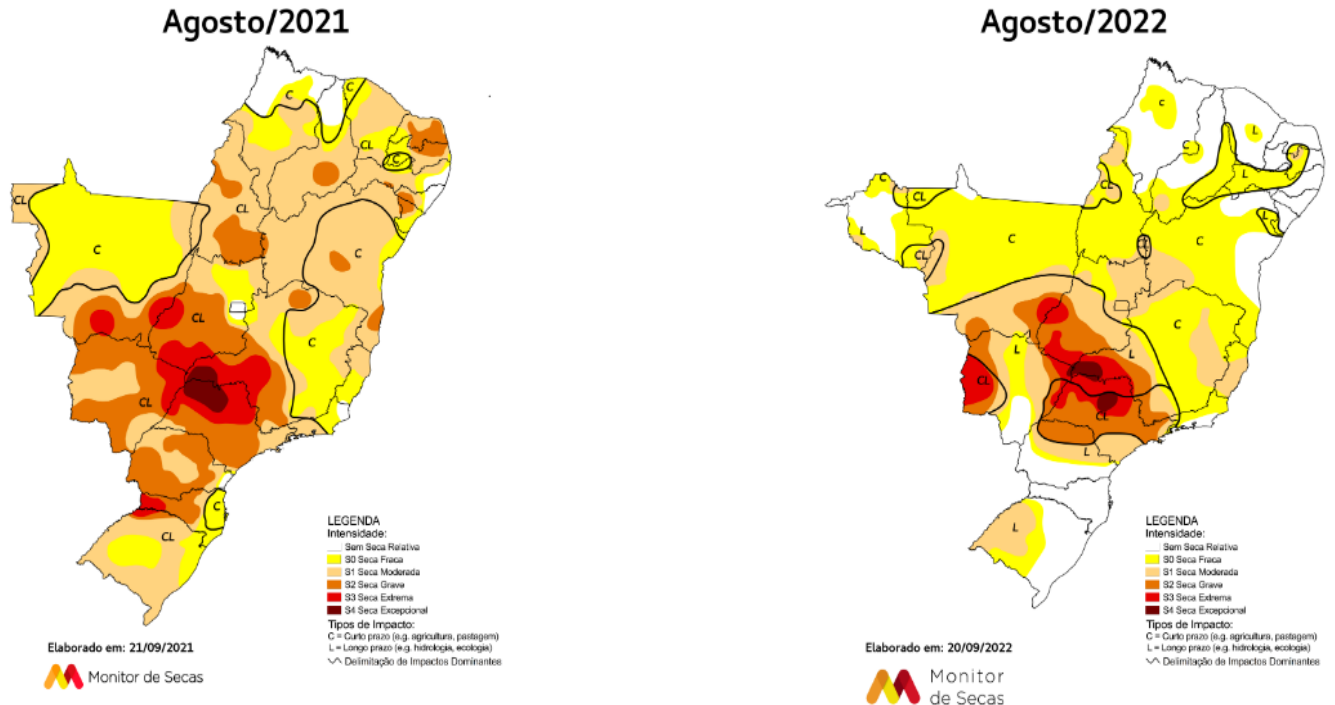 Agosto/2021
C
C
CL
C
CL
CL
C
CL
C
CL
C
CL
C
CL
LEGENDA
Intensidade:
Sem Seca Relativa
S0 Seca Fraca
S1 Seca Moderada
S2 Seca Grave
S3 Seca Extrema
S4 Seca Excepcional
Tipos de Impacto:
C = Curto prazo (e.g. agricultura, pastagem)
L = Longo prazo (e.g. hidrologia, ecologia)
Delimitação de Impactos Dominantes
Elaborado em: 21/09/2021
Monitor de Secas
Agosto/2022
C
L
C
L
C
CL
CL
L
L
C
C
CL
L
C
L
CL
CL
L
L
LEGENDA
Intensidade:
Sem Seca Relativa
S0 Seca Fraca
S1 Seca Moderada
S2 Seca Grave
S3 Seca Extrema
S4 Seca Excepcional
Tipos de Impacto:
C = Curto prazo (e.g. agricultura, pastagem)
L = Longo prazo (e.g. hidrologia, ecologia)
Delimitação de Impactos Dominantes
Elaborado em: 20/09/2022
Monitor
de Secas